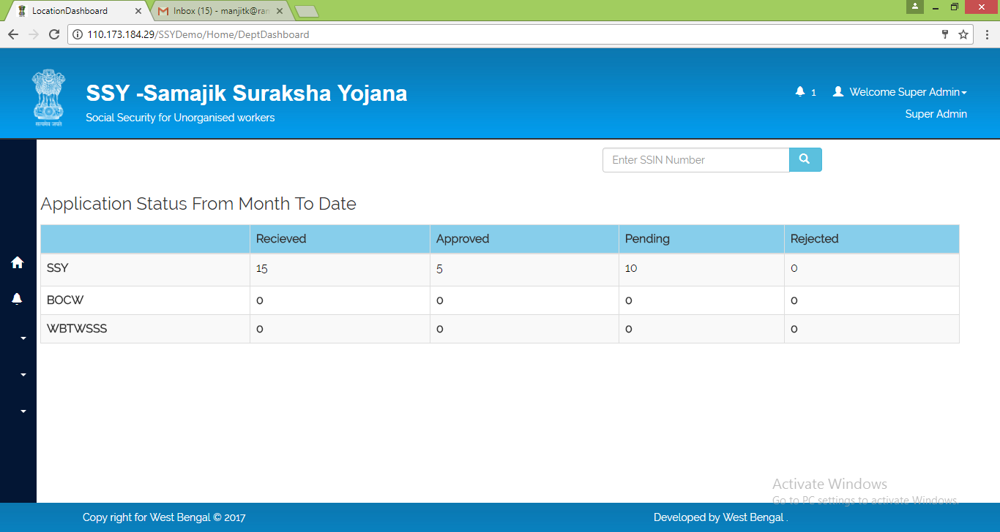 LocationDashboard
Inbox (15) - manjitk@ran
110.173.184.29/SSYDemo/Home/DeptDashboard
SSY -Samajik Suraksha Yojana
Social Security for Unorganised workers
1 Welcome Super Admin
Super Admin
सत्यमेव जयते
Enter SSIN Number
Application Status From Month To Date
Recieved Approved Pending Rejected
SSY 15 5 10 0
BOCW 0 0 0 0
WBTWSSS 0 0 0 0
Activate Windows
Go to PC settings to activate Windows.
Copy right for West Bengal © 2017
Developed by West Bengal .